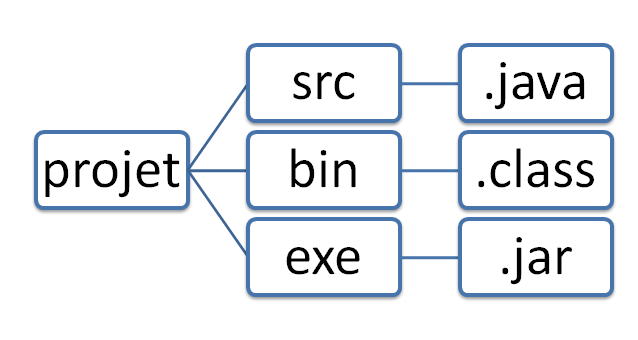 projet
src
.java
bin
.class
exe
.jar